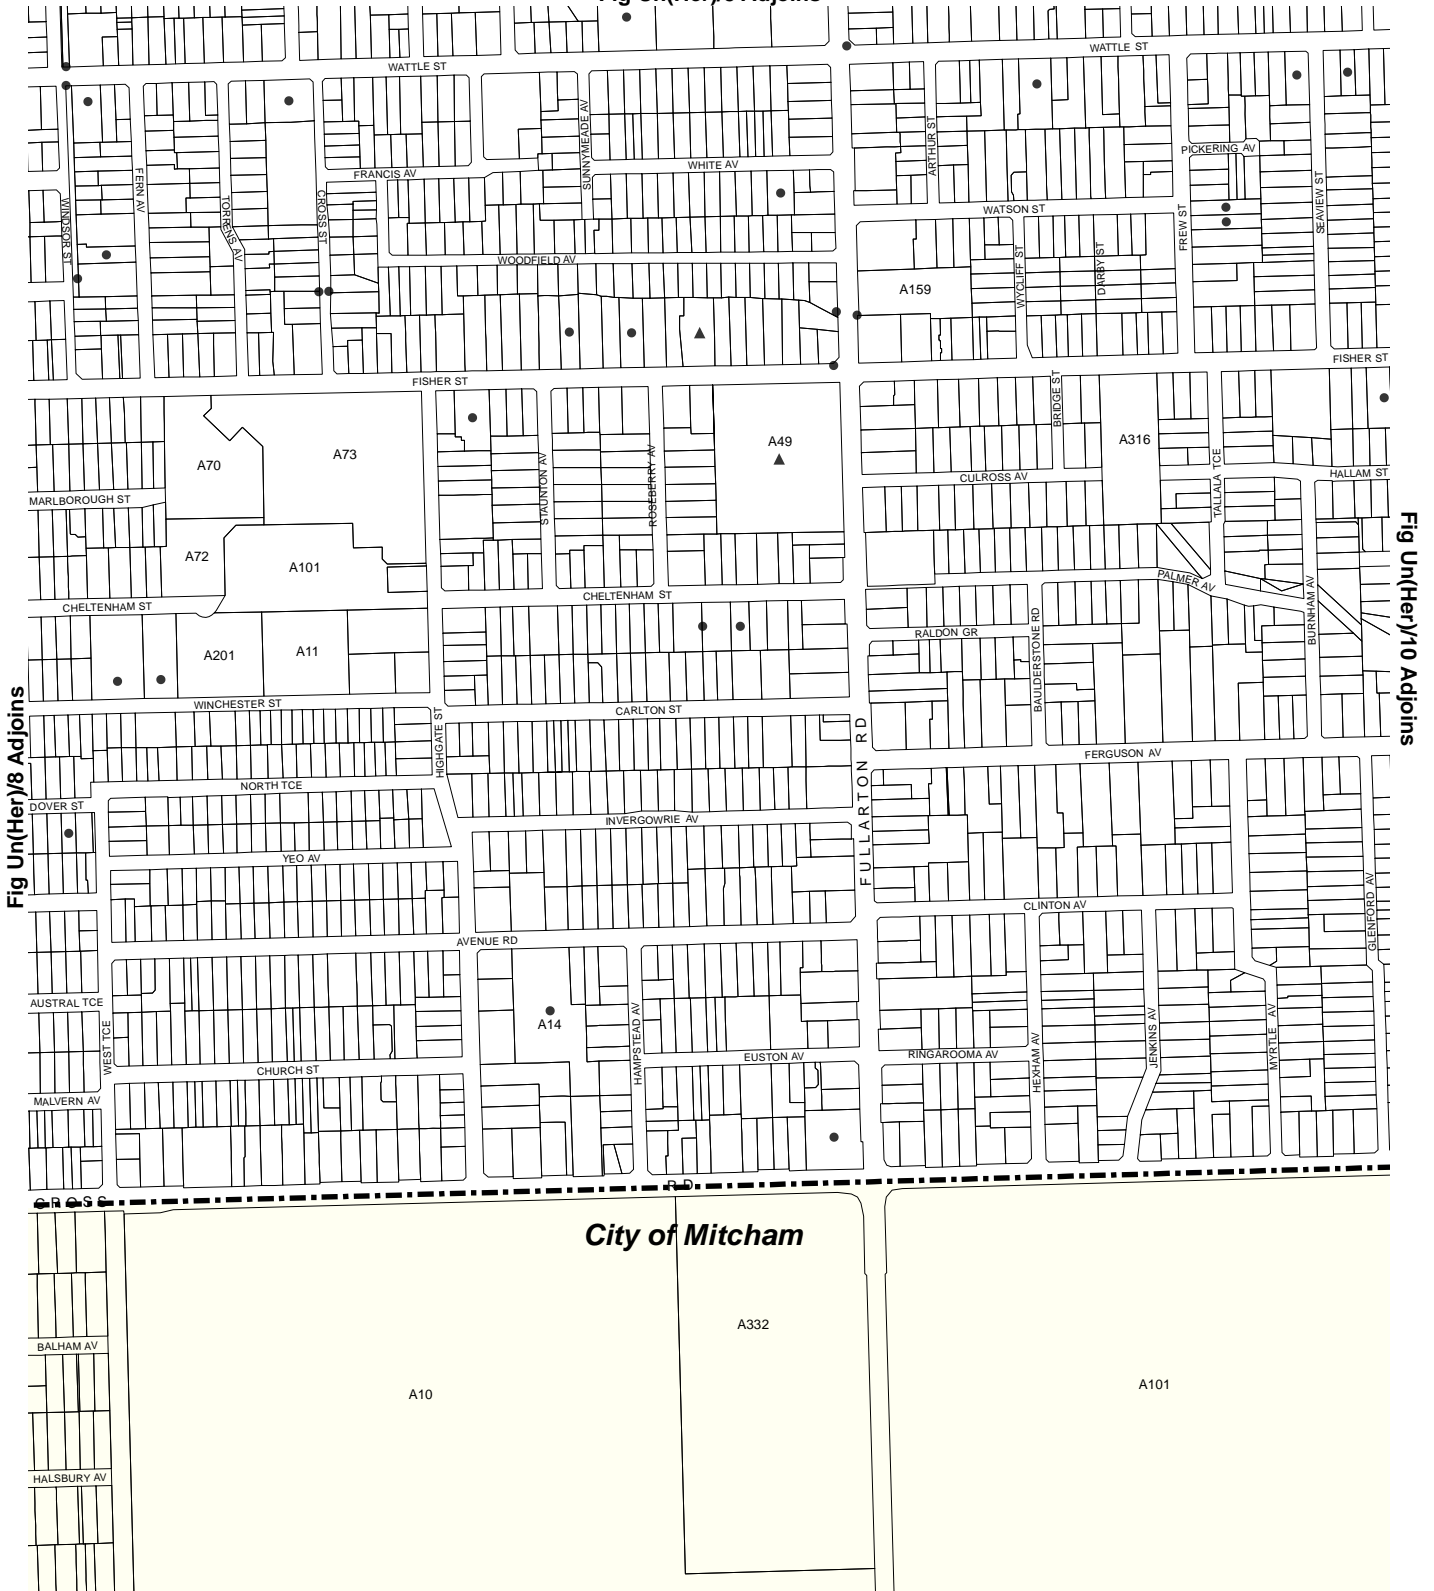 WATTLE ST
WATTLE ST
SUNNYMEADE AV
ARTHUR ST
PICKERING AV
FRANCIS AV
WHITE AV
FERN AV
TORRENS AV
CROSS ST
WINDSOR ST
WATSON ST
SEAVIEW ST
FREW ST
WOODFIELD AV
WYCLIFF ST
DARBY ST
A159
FISHER ST
FISHER ST
BRIDGE ST
A70
A73
A49
A316
STAUNTON AV
ROSEBERRY AV
CULROSS AV
TALLALA TCE
HALLAM ST
MARLBOROUGH ST
A72
A101
PALMER AV
BURNHAM AV
Fig Un(Her)/10 Adjoins
CHELTENHAM ST
CHELTENHAM ST
A201
A11
RALDON GR
BAULDERSTONE RD
WINCHESTER ST
CARLTON ST
HIGHGATE ST
FULLARTON RD
FERGUSON AV
Fig Un(Her)/8 Adjoins
NORTH TCE
DOVER ST
INVERGOWRIE AV
YEO AV
CLINTON AV
GLENFORD AV
AVENUE RD
AUSTRAL TCE
WEST TCE
A14
HAMPSTEAD AV
EUSTON AV
RINGAROOMA AV
HEXHAM AV
JENKINS AV
MYRTLE AV
CHURCH ST
MALVERN AV
CROSS RD
City of Mitcham
A332
BALHAM AV
A10
A101
HALSBURY AV